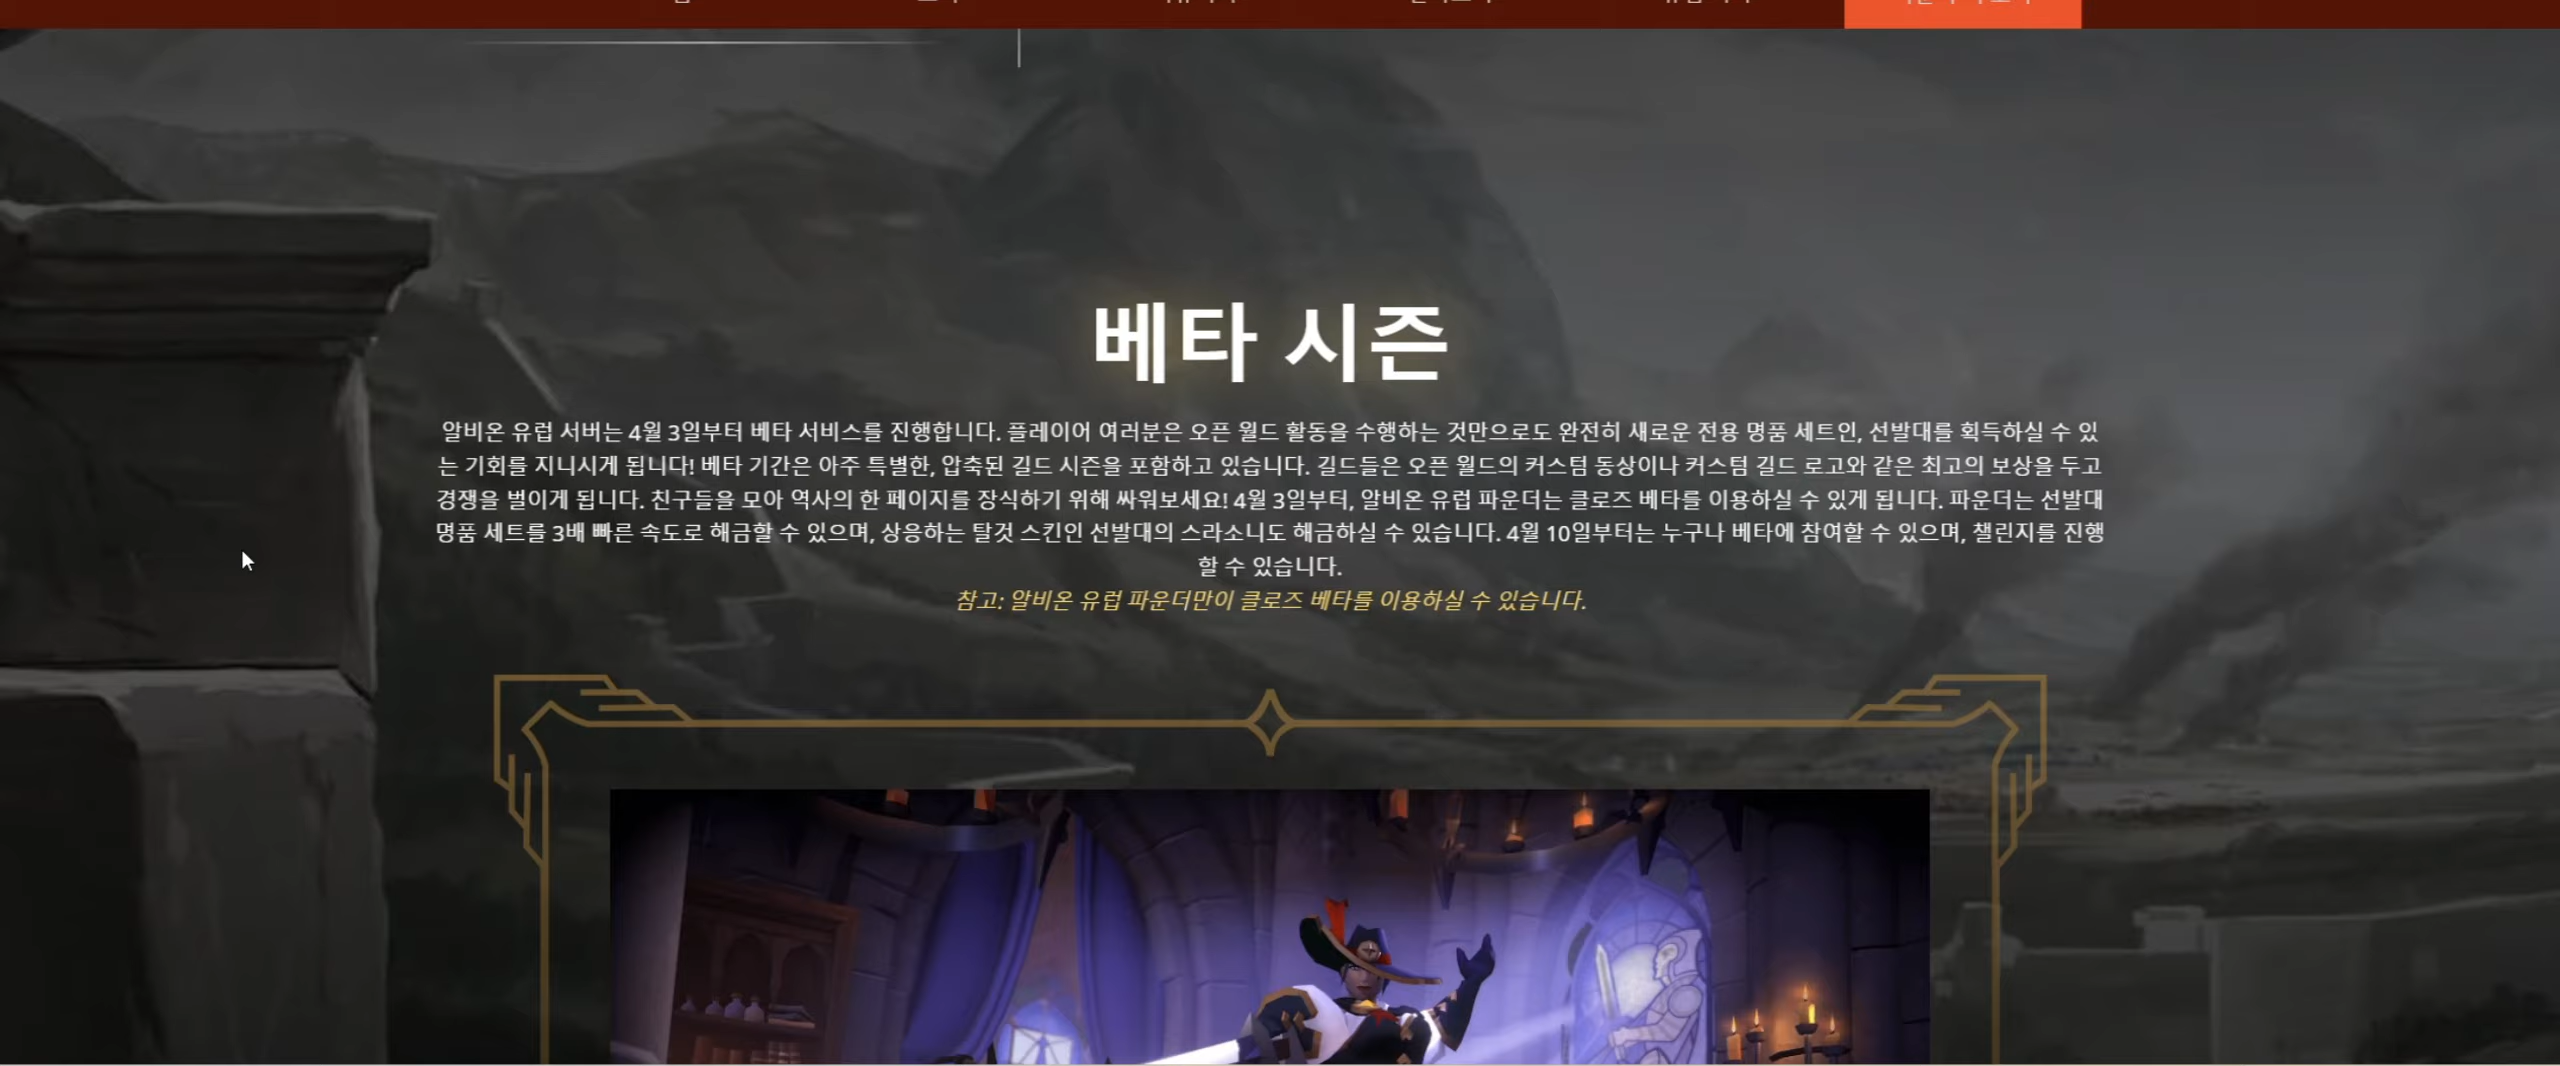 베타 시즌
알비온 유럽 서버는 4월 3일부터 베타 서비스를 진행합니다. 플레이어 여러분은 오픈 월드 활동을 수행하는 것만으로도 완전히 새로운 전용 명품 세트인, 선발대를 획득하실 수 있
는 기회를 지니시게 됩니다! 베타 기간은 아주 특별한, 압축된 길드 시즌을 포함하고 있습니다. 길드들은 오픈 월드의 커스텀 동상이나 커스텀 길드 로고와 같은 최고의 보상을 두고
경쟁을 벌이게 됩니다. 친구들을 모아 역사의 한 페이지를 장식하기 위해 싸워보세요! 4월 3일부터, 알비온 유럽 파운더는 클로즈 베타를 이용하실 수 있게 됩니다. 파운더는 선발대
명품 세트를 3배 빠른 속도로 해금할 수 있으며, 상응하는 탈것 스킨인 선발대의 스라소니도 해금하실 수 있습니다. 4월 10일부터는 누구나 베타에 참여할 수 있으며, 챌린지를 진행
할 수 있습니다.
참고: 알비온 유럽 파운더만이 클로즈 베타를 이용하실 수 있습니다.